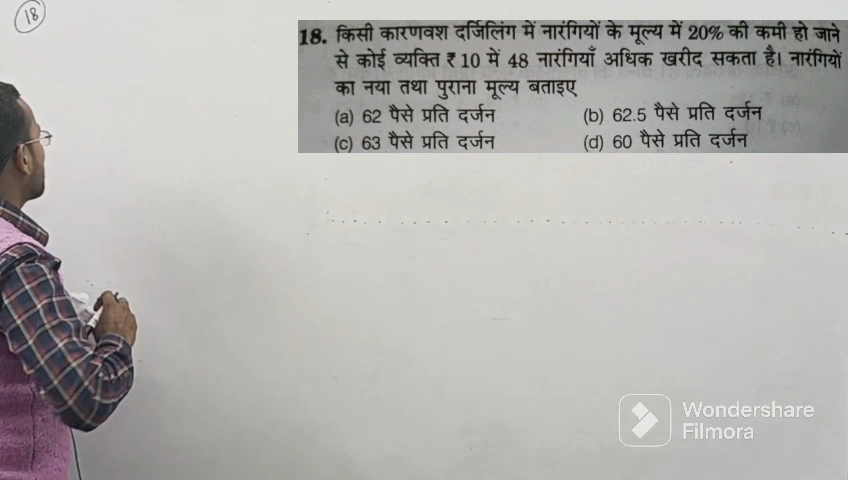 18
18. किसी कारणवश दर्जिलिंग में नारंगियों के मूल्य में 20% की कमी हो जाने
से कोई व्यक्ति ₹ 10 में 48 नारंगियाँ अधिक खरीद सकता है। नारंगियों
का नया तथा पुराना मूल्य बताइए
(a) 62 पैसे प्रति दर्जन (b) 62.5 पैसे प्रति दर्जन
(c) 63 पैसे प्रति दर्जन (d) 60 पैसे प्रति दर्जन
Wondershare
Filmora